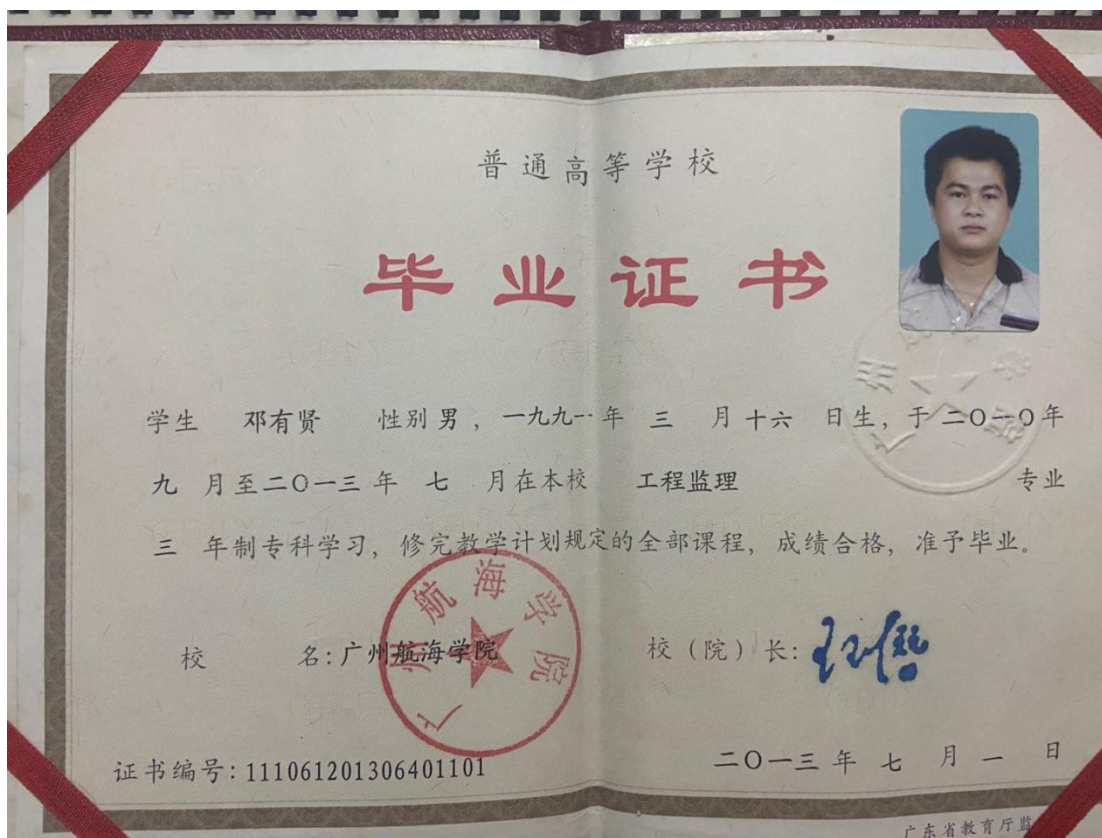 普通高等学校
毕业证书
学生 邓有贤 性别 男 ， 一九九一 年 三 月 十六 日生，于 二〇一〇年
九 月至二〇一三 年 七 月在本校 工程监理 专业
三 年制专科学习，修完教学计划规定的全部课程，成绩合格，准予毕业。
校 名：广州航海学院 校（院）长：
广州航海学院
证书编号：111061201306401101 二〇一三 年 七 月 一 日
广东省教育厅监